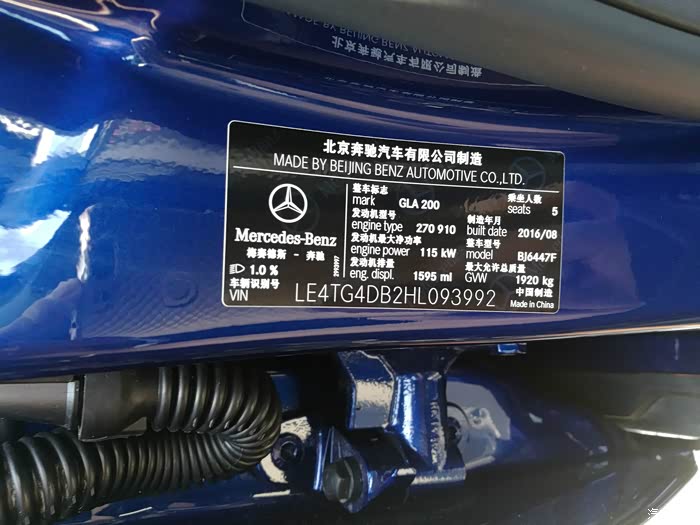 北京奔驰汽车有限公司制造
MADE BY BEIJING BENZ AUTOMOTIVE CO.,LTD.
Mercedes-Benz
梅赛德斯 - 奔驰
1.0 %
整车标志
mark GLA 200
乘坐人数
seats 5
发动机型号
engine type 270 910
制造年月
built date 2016/08
发动机最大净功率
engine power 115 kW
整车型号
model BJ6447F
发动机排量
eng. displ. 1595 ml
最大允许总质量
GVW 1920 kg
车辆识别号
VIN LE4TG4DB2HL093992
中国制造
Made in China